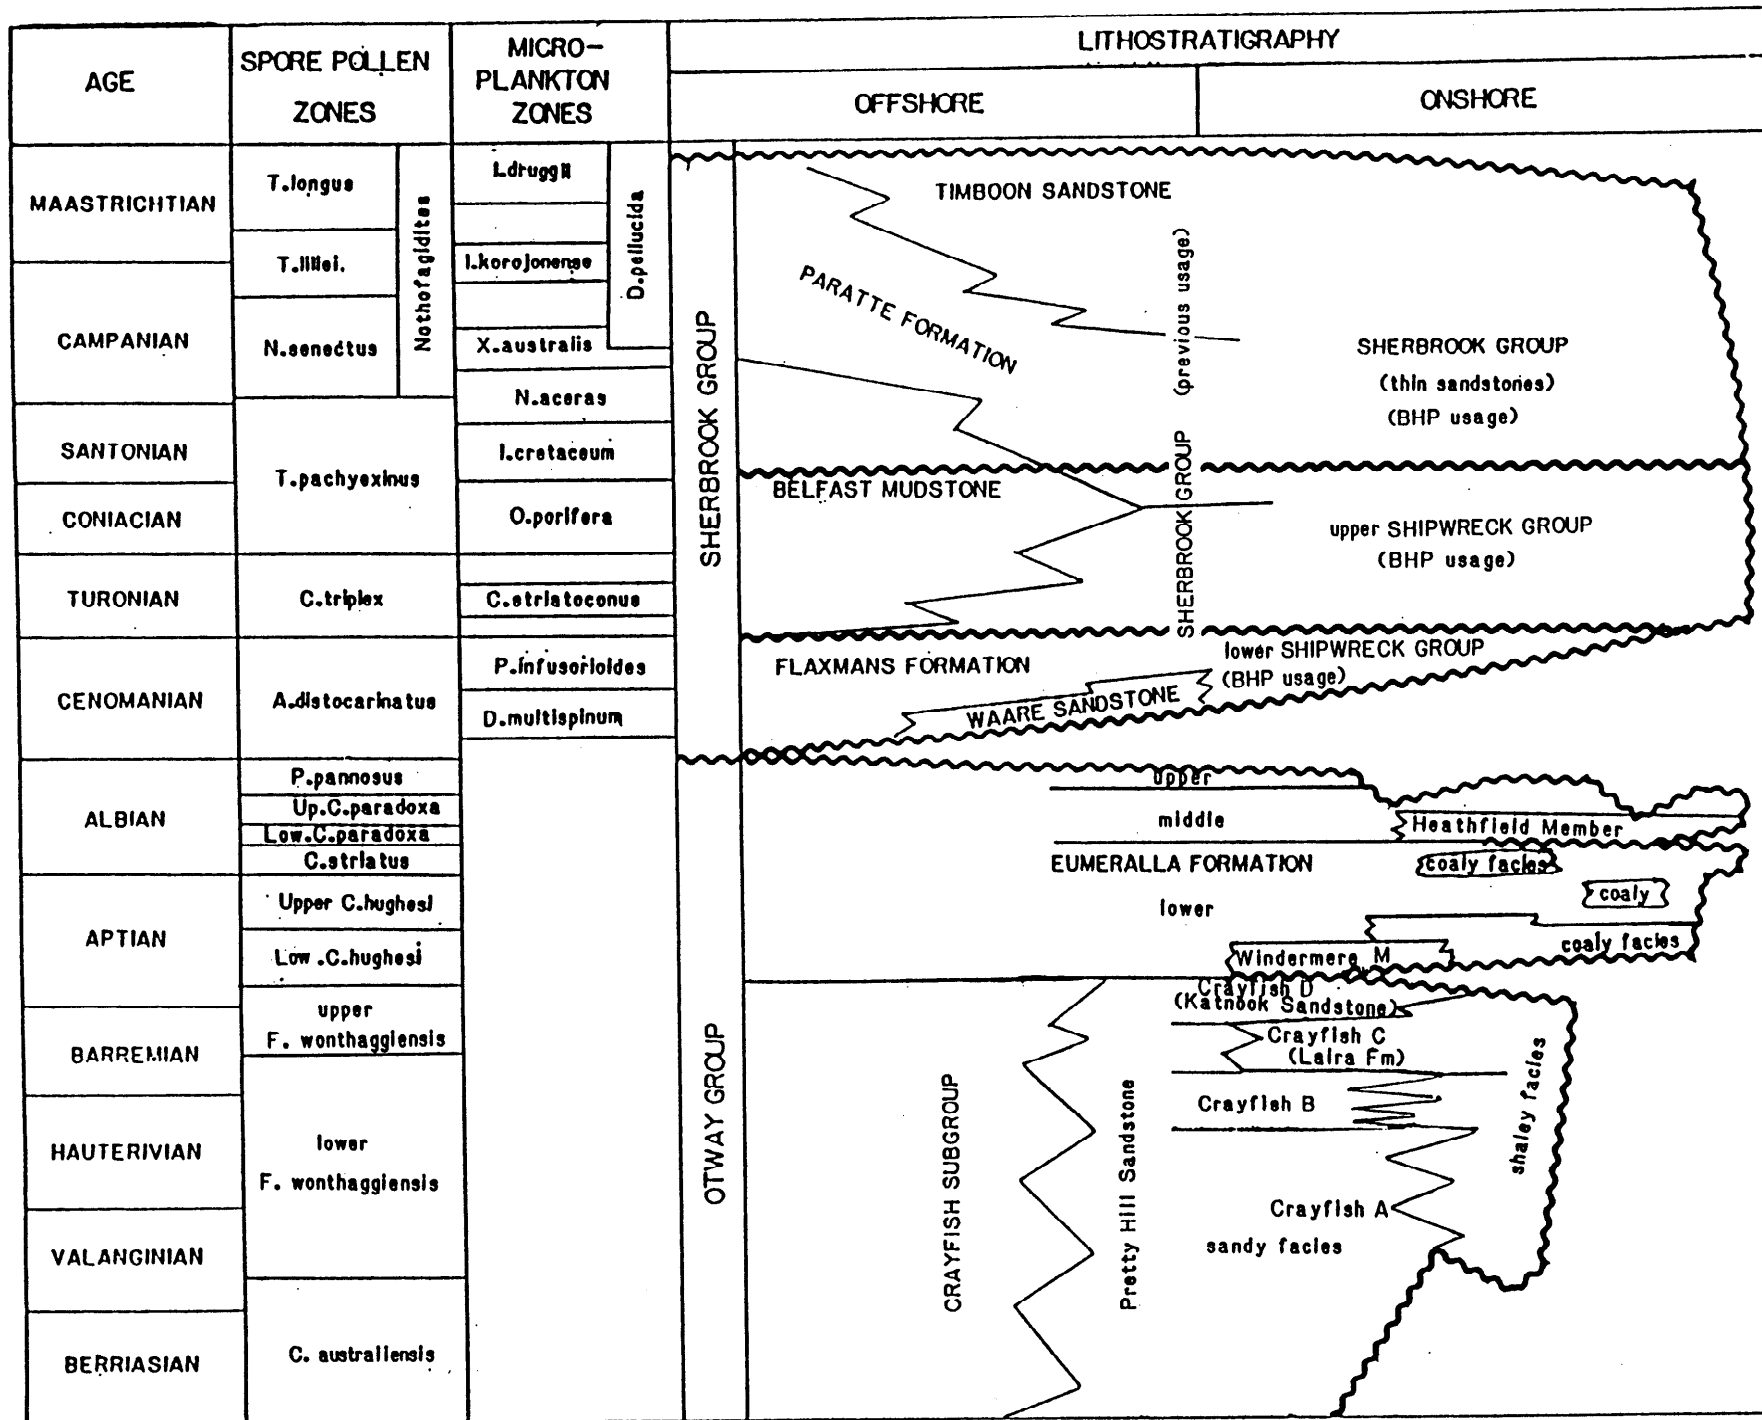 AGE
SPORE POLLEN
ZONES
MICRO-
PLANKTON
ZONES
LITHOSTRATIGRAPHY
OFFSHORE
ONSHORE
MAASTRICHTIAN
CAMPANIAN
SANTONIAN
CONIACIAN
TURONIAN
CENOMANIAN
ALBIAN
APTIAN
BARREMIAN
HAUTERIVIAN
VALANGINIAN
BERRIASIAN
T.longus
T.lillei.
N.senectus
Nothofagidites
T.pachyexinus
C.triplex
A.distocarinatus
P.pannosus
Up.C.paradoxa
Low.C.paradoxa
C.striatus
Upper C.hughesi
Low.C.hughesi
upper
F. wonthaggiensis
lower
F. wonthaggiensis
C. australiensis
I.druggii
I.korojonense
X.australis
D.pellucida
N.aceras
I.cretaceum
O.porifera
C.striatoconus
P.infusorioides
D.multispinum
SHERBROOK GROUP
OTWAY GROUP
TIMBOON SANDSTONE
PARATTE FORMATION
SHERBROOK GROUP (previous usage)
SHERBROOK GROUP
(thin sandstones)
(BHP usage)
BELFAST MUDSTONE
upper SHIPWRECK GROUP
(BHP usage)
FLAXMANS FORMATION
lower SHIPWRECK GROUP
(BHP usage)
WAARE SANDSTONE
upper
middle
Heathfield Member
EUMERALLA FORMATION
coaly facies
coaly
lower
coaly facies
Windermere M
Crayfish D
(Katnook Sandstone)
Crayfish C
(Laira Fm)
Crayfish B
CRAYFISH SUBGROUP
Pretty Hill Sandstone
shaley facies
Crayfish A
sandy facies